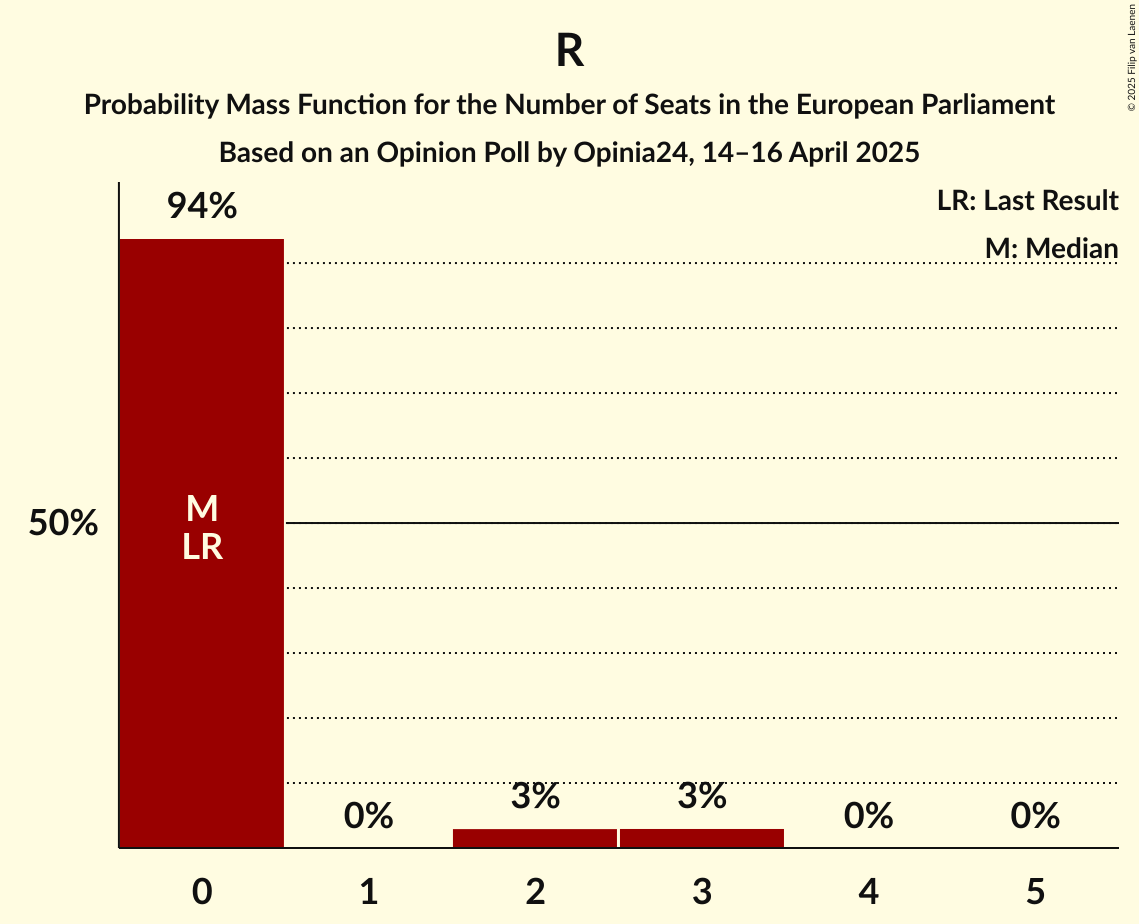 R
Probability Mass Function for the Number of Seats in the European Parliament
Based on an Opinion Poll by Opinia24, 14–16 April 2025
© 2025 Filip van Laenen
LR: Last Result
M: Median
94%
50%
M
LR
0%
3%
3%
0%
0%
0
1
2
3
4
5